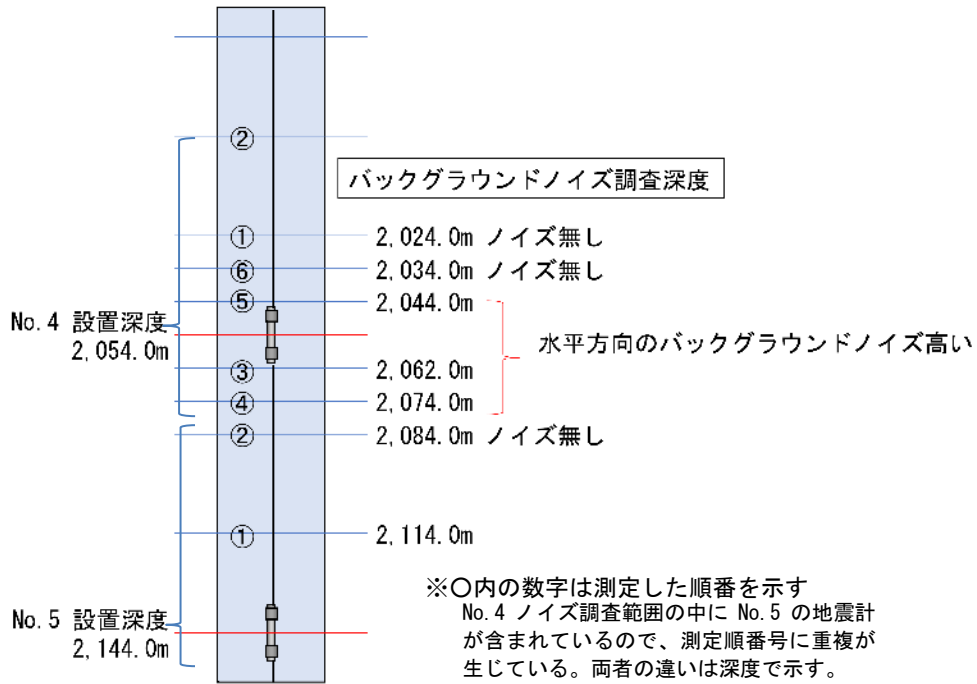 ②
バックグラウンドノイズ調査深度
① 2,024.0m ノイズ無し
⑥ 2,034.0m ノイズ無し
⑤ 2,044.0m
No.4 設置深度
2,054.0m
水平方向のバックグラウンドノイズ高い
③ 2,062.0m
④ 2,074.0m
② 2,084.0m ノイズ無し
① 2,114.0m
No.5 設置深度
2,144.0m
※〇内の数字は測定した順番を示す
No.4 ノイズ調査範囲の中に No.5 の地震計
が含まれているので、測定順番号に重複が
生じている。両者の違いは深度で示す。